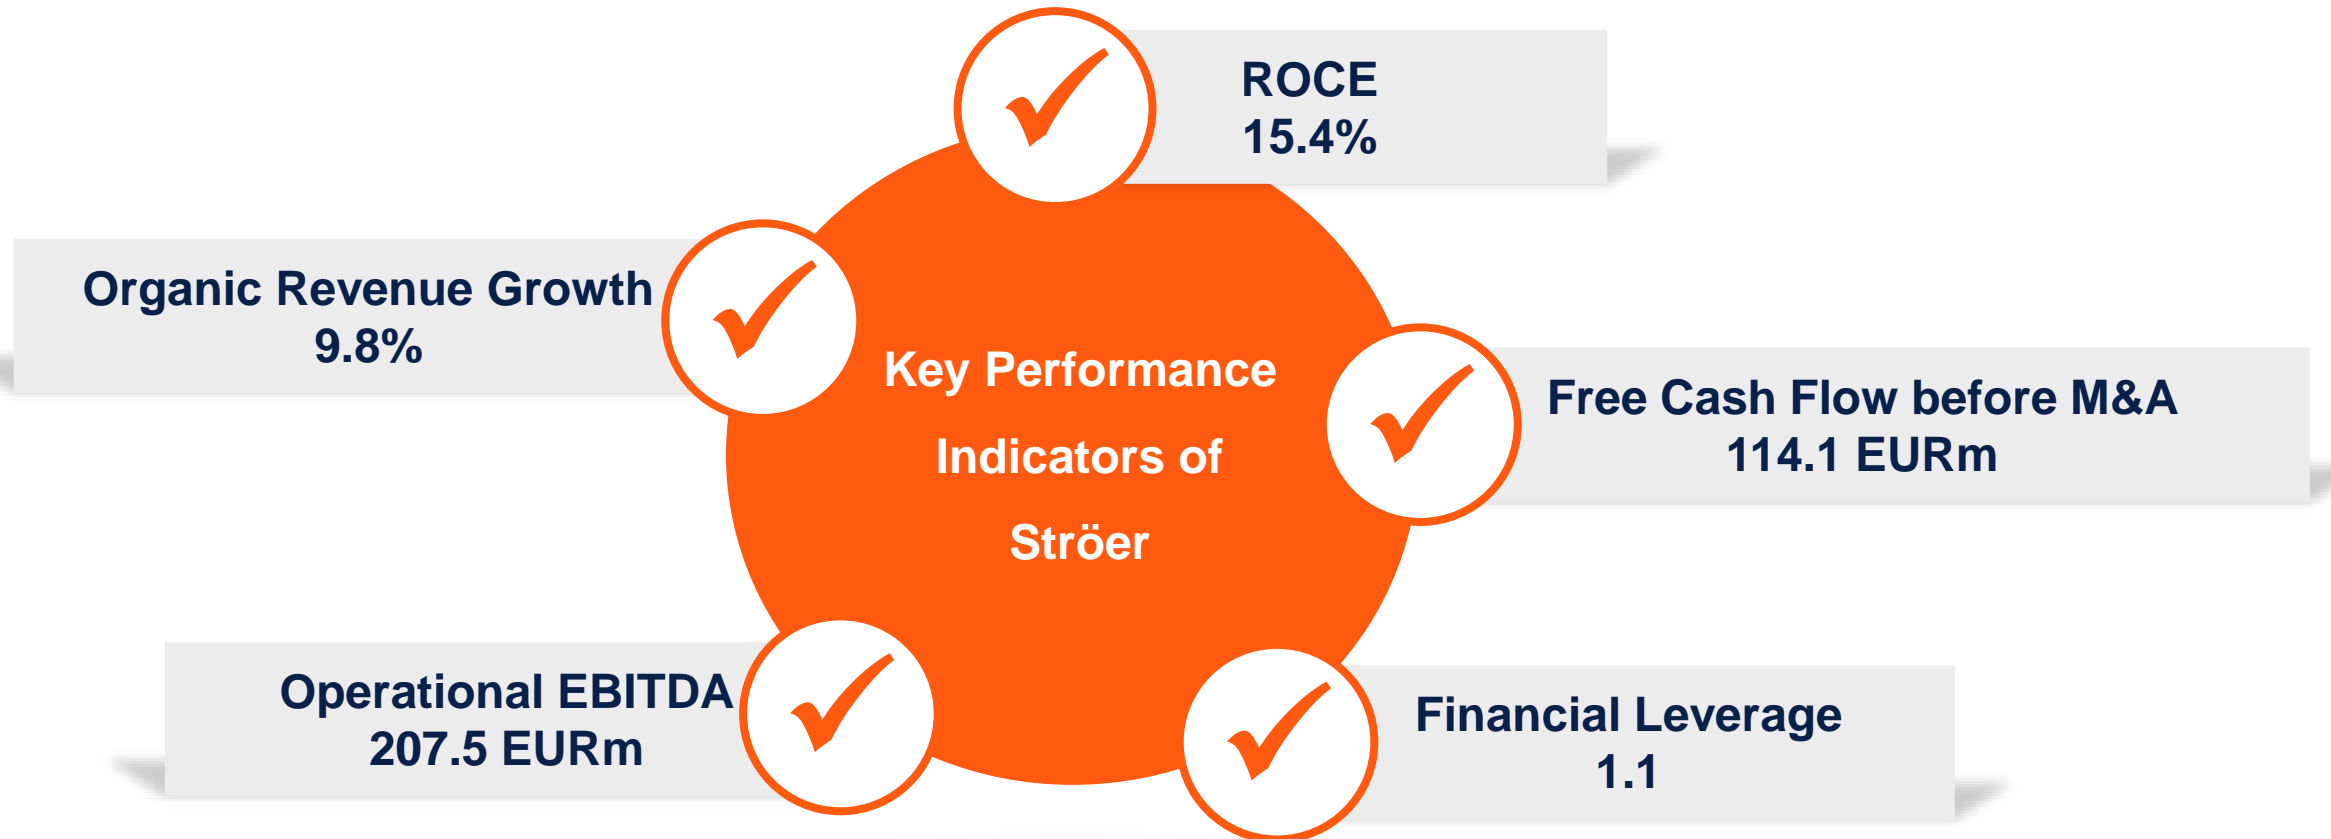 ROCE
15.4%
Organic Revenue Growth
9.8%
Key Performance
Indicators of
Ströer
Free Cash Flow before M&A
114.1 EURm
Operational EBITDA
207.5 EURm
Financial Leverage
1.1